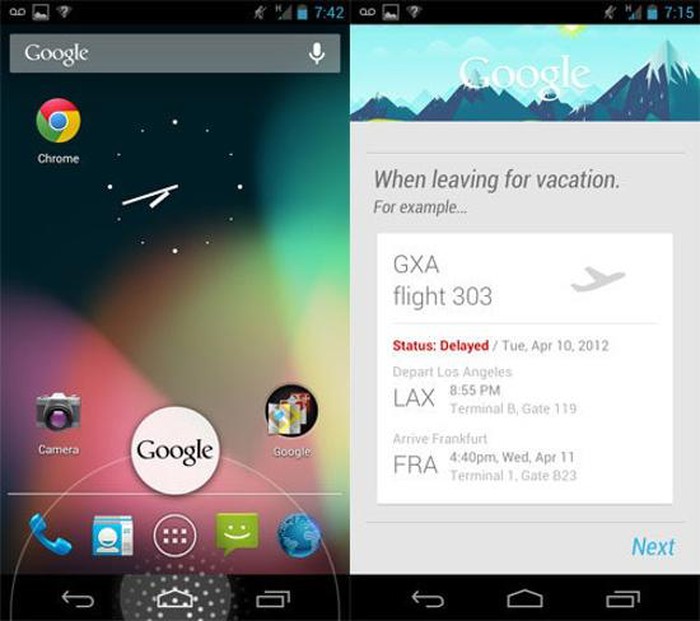 7:42
Google
Chrome
Camera
Google
Google
7:15
Google
When leaving for vacation.
For example...
GXA
flight 303
Status: Delayed / Tue, Apr 10, 2012
Depart Los Angeles
LAX 8:55 PM
Terminal B, Gate 119
Arrive Frankfurt
FRA 4:40pm, Wed, Apr 11
Terminal 1, Gate B23
Next